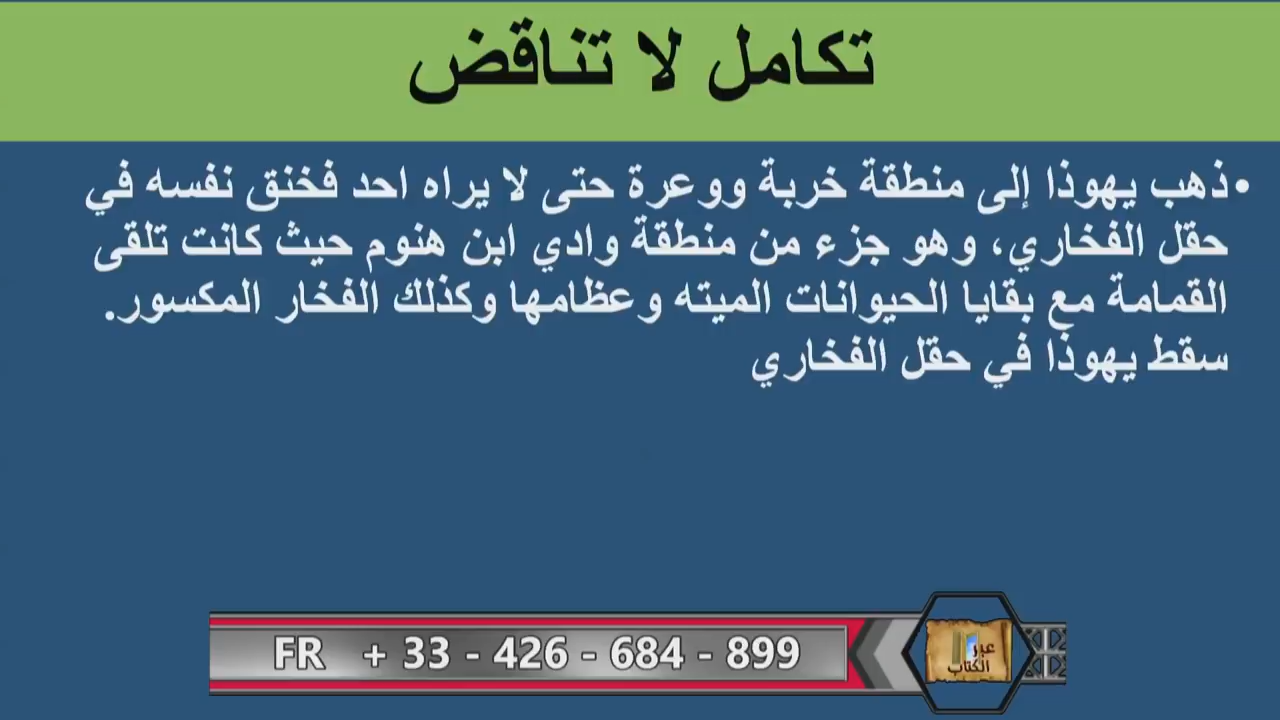 تكامل لا تناقض
•ذهب يهوذا إلى منطقة خربة ووعرة حتى لا يراه احد فخنق نفسه في
حقل الفخاري، وهو جزء من منطقة وادي ابن هنوم حيث كانت تلقى
القمامة مع بقايا الحيوانات الميته وعظامها وكذلك الفخار المكسور.
سقط يهوذا في حقل الفخاري
FR + 33 - 426 - 684 - 899
عبر
الكتاب